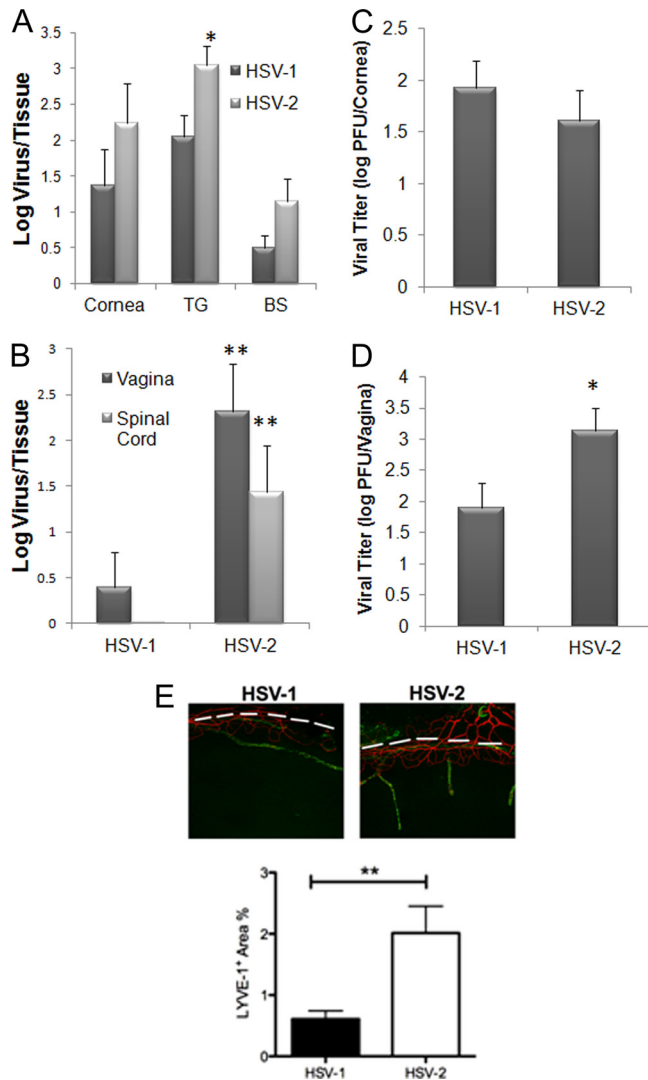 A
Log Virus/Tissue
3.5
3
2.5
2
1.5
1
0.5
0
*
HSV-1
HSV-2
Cornea TG BS
C
Viral Titer (log PFU/Cornea)
2.5
2
1.5
1
0.5
0
HSV-1 HSV-2
B
Log Virus/Tissue
3
2.5
2
1.5
1
0.5
0
Vagina
Spinal
Cord
**
**
HSV-1 HSV-2
D
Viral Titer (log PFU/Vagina)
4
3.5
3
2.5
2
1.5
1
0.5
0
*
HSV-1 HSV-2
E
HSV-1 HSV-2
LYVE-1+ Area %
3
2
1
0
**
HSV-1 HSV-2